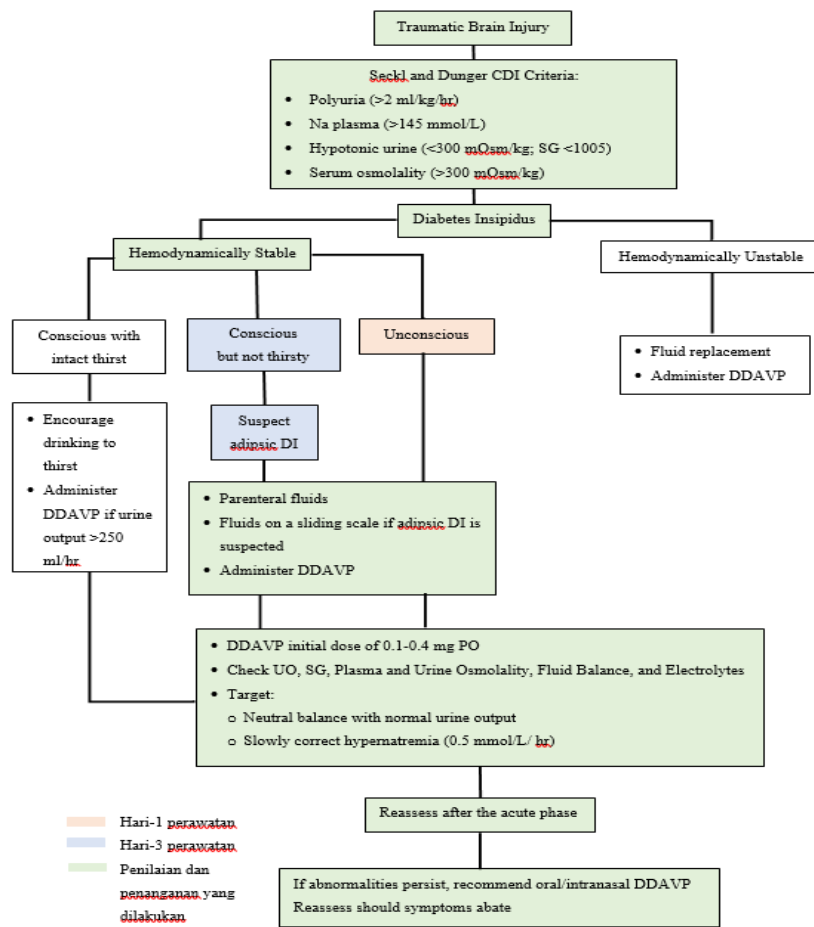 Traumatic Brain Injury
Seckl and Dunger CDI Criteria:
• Polyuria (>2 ml/kg/hr)
• Na plasma (>145 mmol/L)
• Hypotonic urine (<300 mOsm/kg; SG <1005)
• Serum osmolality (>300 mOsm/kg)
Diabetes Insipidus
Hemodynamically Stable
Hemodynamically Unstable
Conscious with
intact thirst
Conscious
but not thirsty
Unconscious
• Fluid replacement
• Administer DDAVP
• Encourage
drinking to
thirst
• Administer
DDAVP if urine
output >250
ml/hr
Suspect
adipsic DI
• Parenteral fluids
• Fluids on a sliding scale if adipsic DI is
suspected
• Administer DDAVP
• DDAVP initial dose of 0.1-0.4 mg PO
• Check UO, SG, Plasma and Urine Osmolality, Fluid Balance, and Electrolytes
• Target:
o Neutral balance with normal urine output
o Slowly correct hypernatremia (0.5 mmol/L/ hr)
Reassess after the acute phase
If abnormalities persist, recommend oral/intranasal DDAVP
Reassess should symptoms abate
Hari-1 perawatan
Hari-3 perawatan
Penilaian dan
penanganan yang
dilakukan